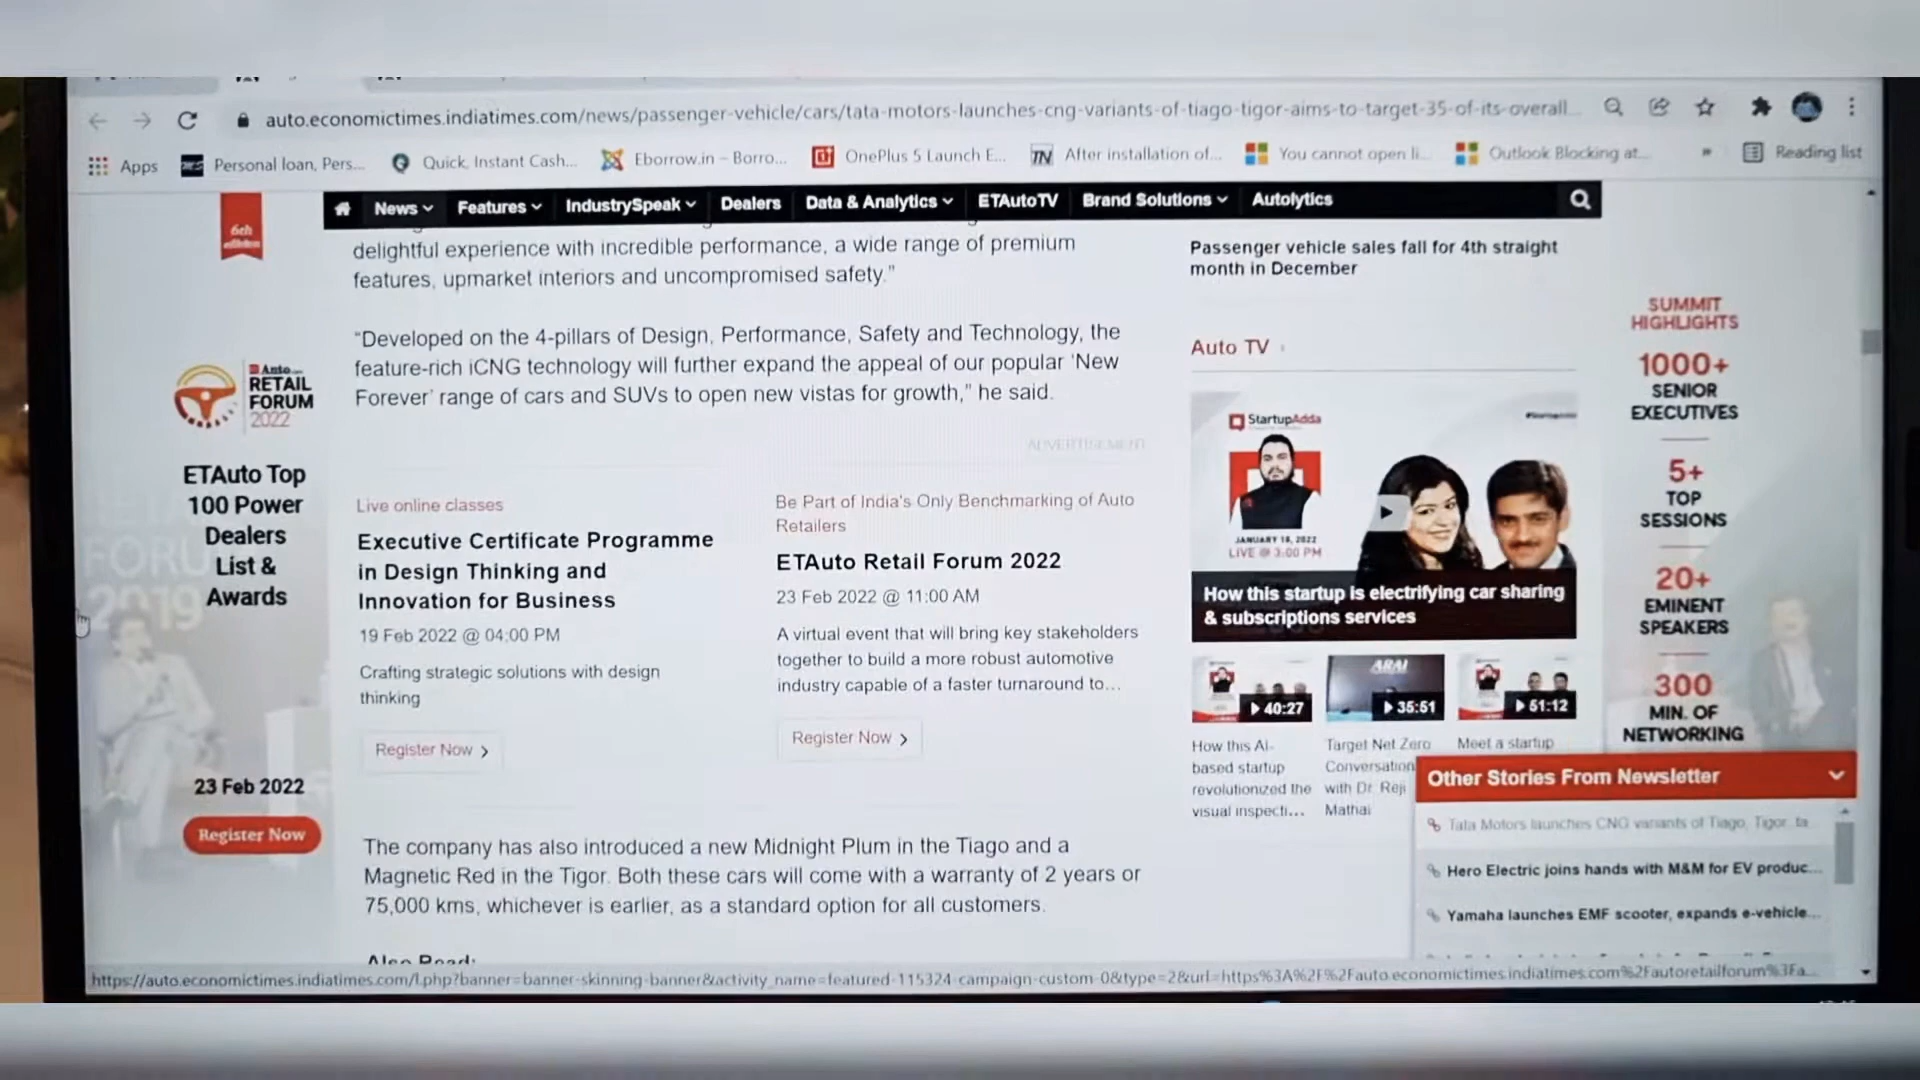 auto.economictimes.indiatimes.com/news/passenger-vehicle/cars/tata-motors-launches-cng-variants-of-tiago-tigor-aims-to-target-35-of-its-overall...
Apps
Personal loan, Pers...
Quick, Instant Cash...
Eborrow.in – Borro...
OnePlus 5 Launch E...
TN
After installation of...
You cannot open li...
Outlook Blocking at...
»
Reading list
News
Features
IndustrySpeak
Dealers
Data & Analytics
ETAutoTV
Brand Solutions
Autolytics
6th
edition
delightful experience with incredible performance, a wide range of premium
features, upmarket interiors and uncompromised safety."
"Developed on the 4-pillars of Design, Performance, Safety and Technology, the
feature-rich iCNG technology will further expand the appeal of our popular 'New
Forever' range of cars and SUVs to open new vistas for growth," he said.
ADVERTISEMENT
Auto.com
RETAIL
FORUM
2022
ETAuto Top
100 Power
Dealers
List &
Awards
FORU
2019
23 Feb 2022
Register Now
Live online classes
Executive Certificate Programme
in Design Thinking and
Innovation for Business
19 Feb 2022 @ 04:00 PM
Crafting strategic solutions with design
thinking
Register Now
Be Part of India's Only Benchmarking of Auto
Retailers
ETAuto Retail Forum 2022
23 Feb 2022 @ 11:00 AM
A virtual event that will bring key stakeholders
together to build a more robust automotive
industry capable of a faster turnaround to...
Register Now
The company has also introduced a new Midnight Plum in the Tiago and a
Magnetic Red in the Tigor. Both these cars will come with a warranty of 2 years or
75,000 kms, whichever is earlier, as a standard option for all customers.
Also Read:
Passenger vehicle sales fall for 4th straight
month in December
Auto TV
StartupAdda
JANUARY 18, 2022
LIVE @ 3:00 PM
How this startup is electrifying car sharing
& subscriptions services
40:27
ARAI
35:51
51:12
How this AI-
based startup
revolutionized the
visual inspecti...
Target Net Zero
Conversation
with Dr. Reji
Mathai
Meet a startup
SUMMIT
HIGHLIGHTS
1000+
SENIOR
EXECUTIVES
5+
TOP
SESSIONS
20+
EMINENT
SPEAKERS
300
MIN. OF
NETWORKING
Other Stories From Newsletter
Tata Motors launches CNG variants of Tiago, Tigor, ta...
Hero Electric joins hands with M&M for EV produc...
Yamaha launches EMF scooter, expands e-vehicle...
https://auto.economictimes.indiatimes.com/l.php?banner=banner-skinning-banner&activity_name=featured-115324-campaign-custom-0&type=2&url=https%3A%2F%2Fauto.economictimes.indiatimes.com%2Fautoretailforum%3Fa...